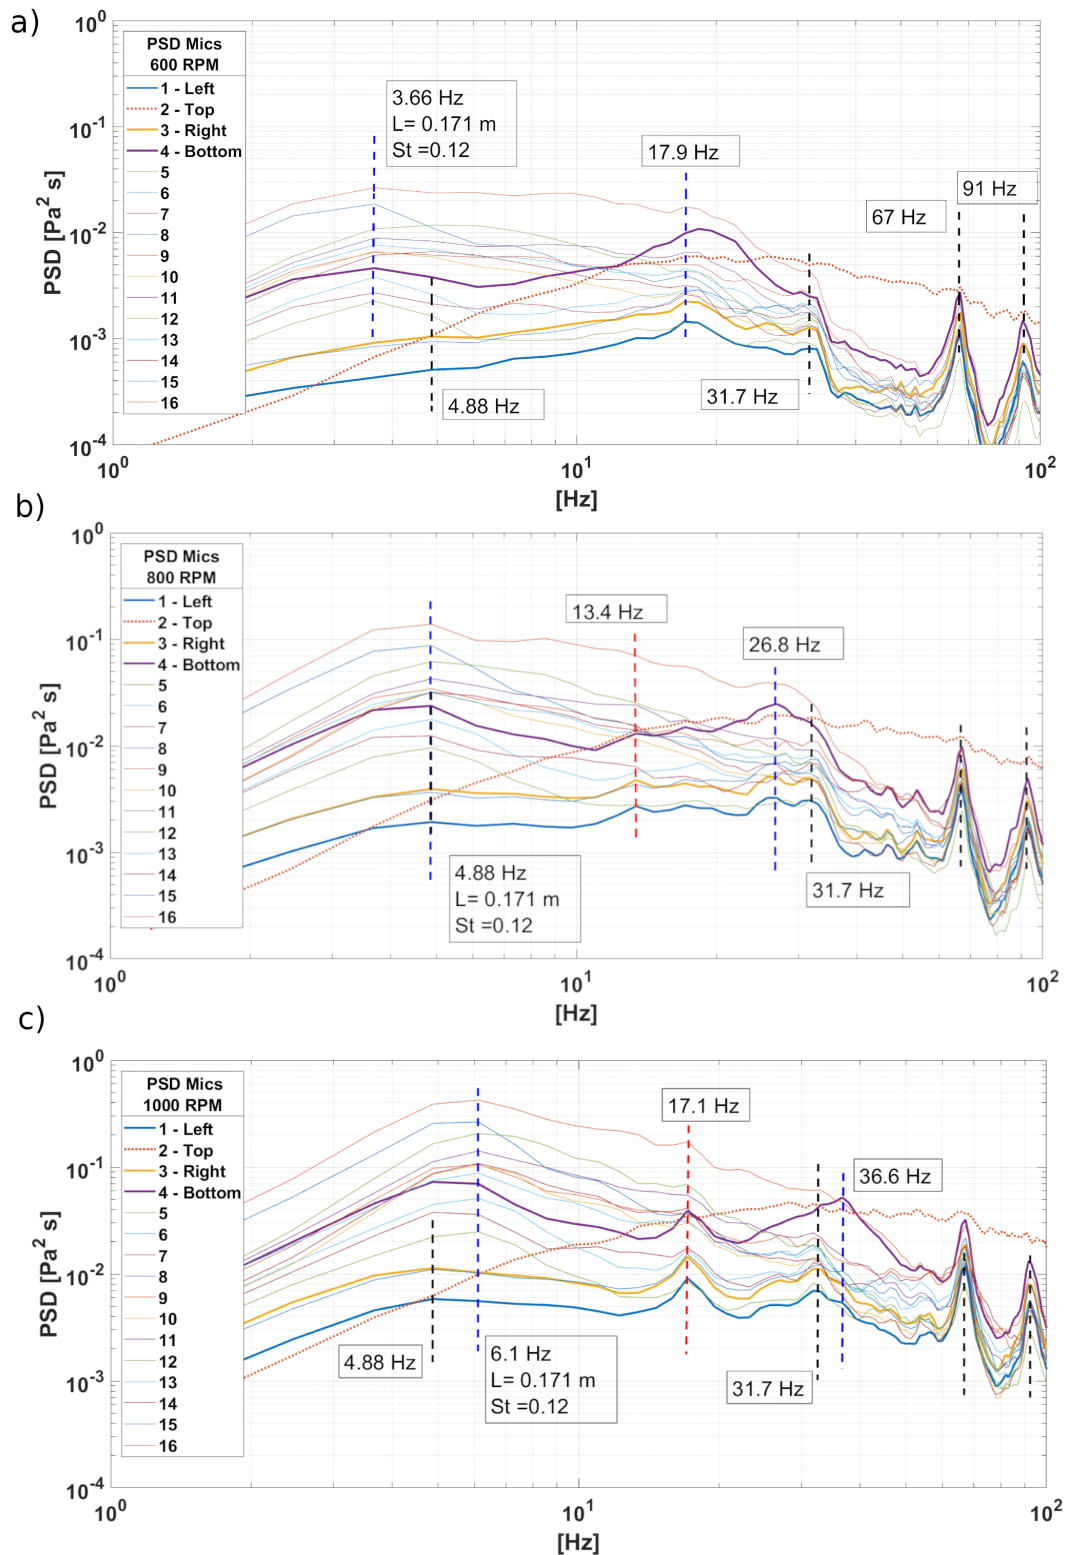 a)
10^0
10^-1
10^-2
10^-3
10^-4
PSD [Pa^2 s]
PSD Mics
600 RPM
1 - Left
2 - Top
3 - Right
4 - Bottom
5
6
7
8
9
10
11
12
13
14
15
16
3.66 Hz
L= 0.171 m
St =0.12
17.9 Hz
91 Hz
67 Hz
31.7 Hz
4.88 Hz
10^0
10^1
10^2
[Hz]
b)
10^0
10^-1
10^-2
10^-3
10^-4
PSD [Pa^2 s]
PSD Mics
800 RPM
1 - Left
2 - Top
3 - Right
4 - Bottom
5
6
7
8
9
10
11
12
13
14
15
16
13.4 Hz
26.8 Hz
4.88 Hz
L= 0.171 m
St =0.12
31.7 Hz
10^0
10^1
10^2
[Hz]
c)
10^0
10^-1
10^-2
10^-3
10^-4
PSD [Pa^2 s]
PSD Mics
1000 RPM
1 - Left
2 - Top
3 - Right
4 - Bottom
5
6
7
8
9
10
11
12
13
14
15
16
17.1 Hz
36.6 Hz
4.88 Hz
6.1 Hz
L= 0.171 m
St =0.12
31.7 Hz
10^0
10^1
10^2
[Hz]